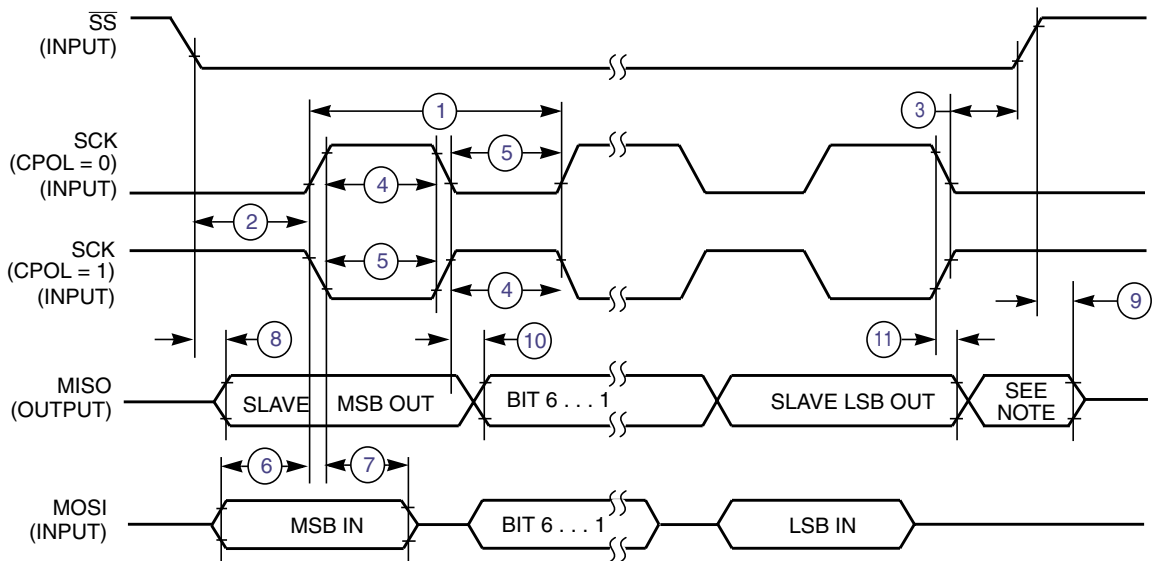 SS
(INPUT)
1
3
SCK
(CPOL = 0)
(INPUT)
5
4
2
SCK
(CPOL = 1)
(INPUT)
5
4
9
8
10
11
MISO
(OUTPUT)
SLAVE MSB OUT
BIT 6 . . . 1
SLAVE LSB OUT
SEE
NOTE
6
7
MOSI
(INPUT)
MSB IN
BIT 6 . . . 1
LSB IN